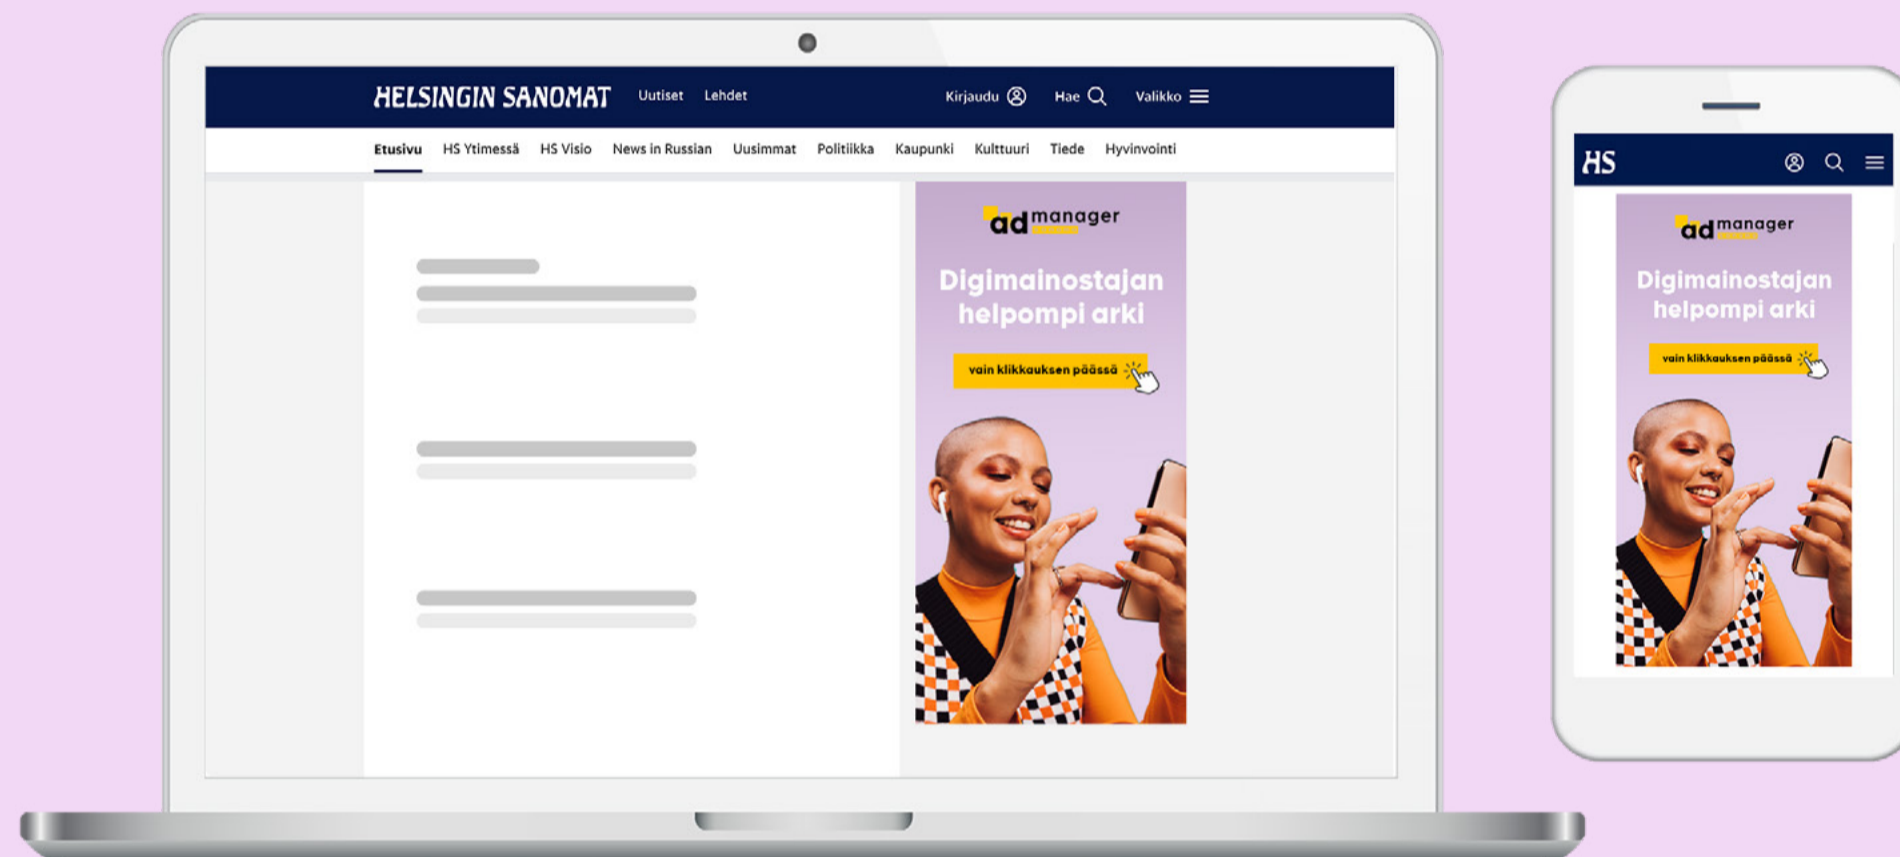 HELSINGIN SANOMAT Uutiset Lehdet Kirjaudu Hae Valikko
Etusivu HS Ytimessä HS Visio News in Russian Uusimmat Politiikka Kaupunki Kulttuuri Tiede Hyvinvointi
ad manager
Digimainostajan
helpompi arki
vain klikkauksen päässä
HS
ad manager
Digimainostajan
helpompi arki
vain klikkauksen päässä